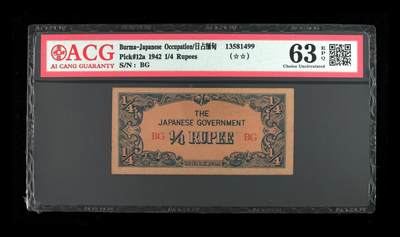 ACG
AI CANG GUARANTY
Burma-Japanese Occupation/日占缅甸 13581499
Pick#12a 1942 1/4 Rupees (☆☆)
S/N: BG
63 EPQ
Choice Uncirculated
1/4 1/4
THE
JAPANESE GOVERNMENT
BG 1/4 RUPEE BG
1/4 1/4